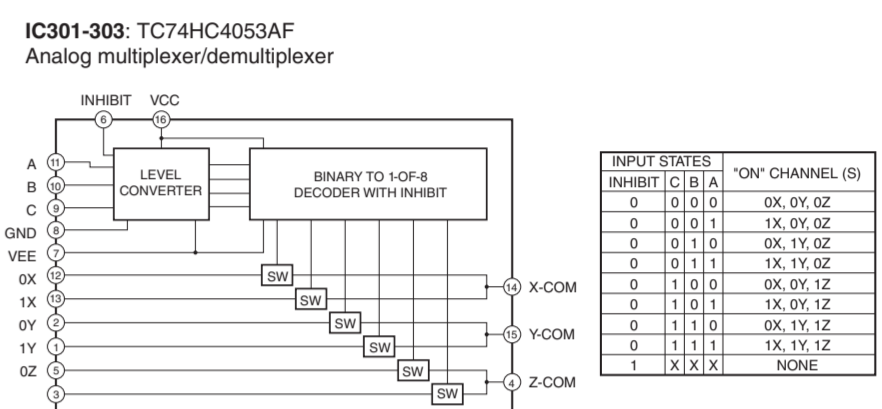 IC301-303: TC74HC4053AF
Analog multiplexer/demultiplexer
INHIBIT VCC
6 16
A 11
B 10
C 9
GND 8
VEE 7
0X 12
1X 13
0Y 2
1Y 1
0Z 5
3
LEVEL
CONVERTER
BINARY TO 1-OF-8
DECODER WITH INHIBIT
SW
SW
SW
SW
SW
SW
14 X-COM
15 Y-COM
4 Z-COM
INPUT STATES "ON" CHANNEL (S)
INHIBIT C B A
0 0 0 0 0X, 0Y, 0Z
0 0 0 1 1X, 0Y, 0Z
0 0 1 0 0X, 1Y, 0Z
0 0 1 1 1X, 1Y, 0Z
0 1 0 0 0X, 0Y, 1Z
0 1 0 1 1X, 0Y, 1Z
0 1 1 0 0X, 1Y, 1Z
0 1 1 1 1X, 1Y, 1Z
1 X X X NONE